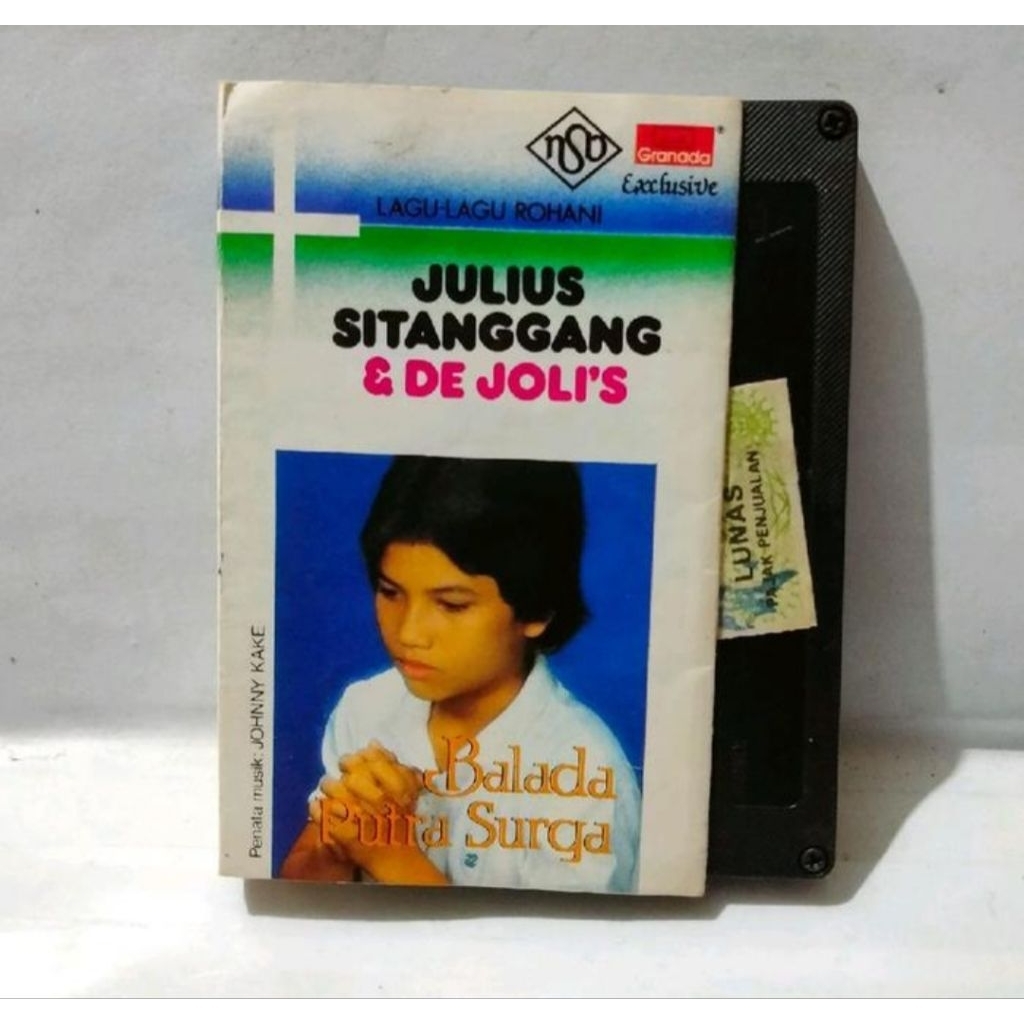 nSD
Granada
Exclusive
LAGU-LAGU ROHANI
JULIUS
SITANGGANG
& DE JOLI'S
Balada
Putra Surga
Penata musik: JOHNNY KAKE
LUNAS
PAJAK PENJUALAN